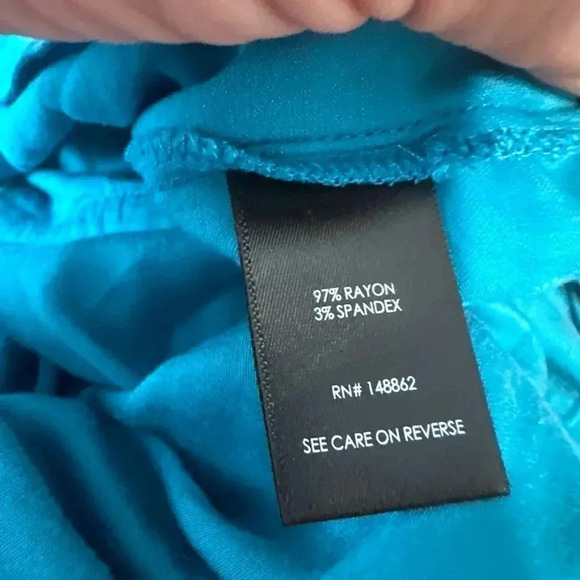 97% RAYON
3% SPANDEX
RN# 148862
SEE CARE ON REVERSE